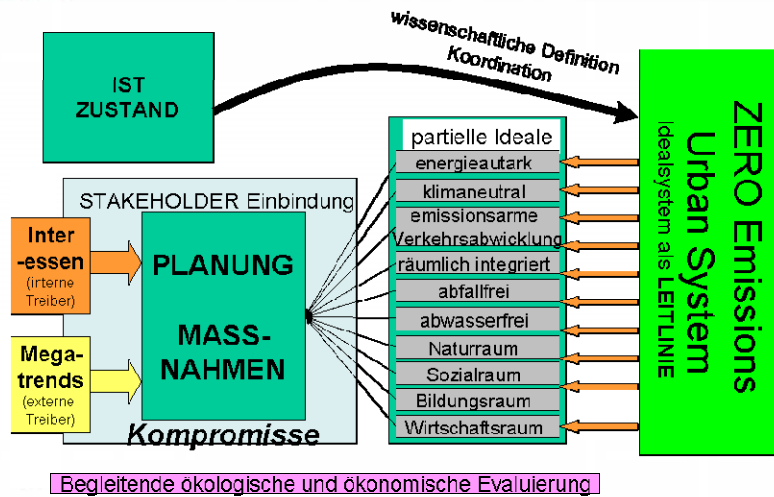 wissenschaftliche Definition
Koordination
IST
ZUSTAND
partielle Ideale
energieautark
klimaneutral
emissionsarme
Verkehrsabwicklung
räumlich integriert
abfallfrei
abwasserfrei
Naturraum
Sozialraum
Bildungsraum
Wirtschaftsraum
ZERO Emissions
Urban System
Idealsystem als LEITLINIE
STAKEHOLDER Einbindung
Inter
-essen
(interne
Treiber)
PLANUNG
MASS-
NAHMEN
Mega-
trends
(externe
Treiber)
Kompromisse
Begleitende ökologische und ökonomische Evaluierung